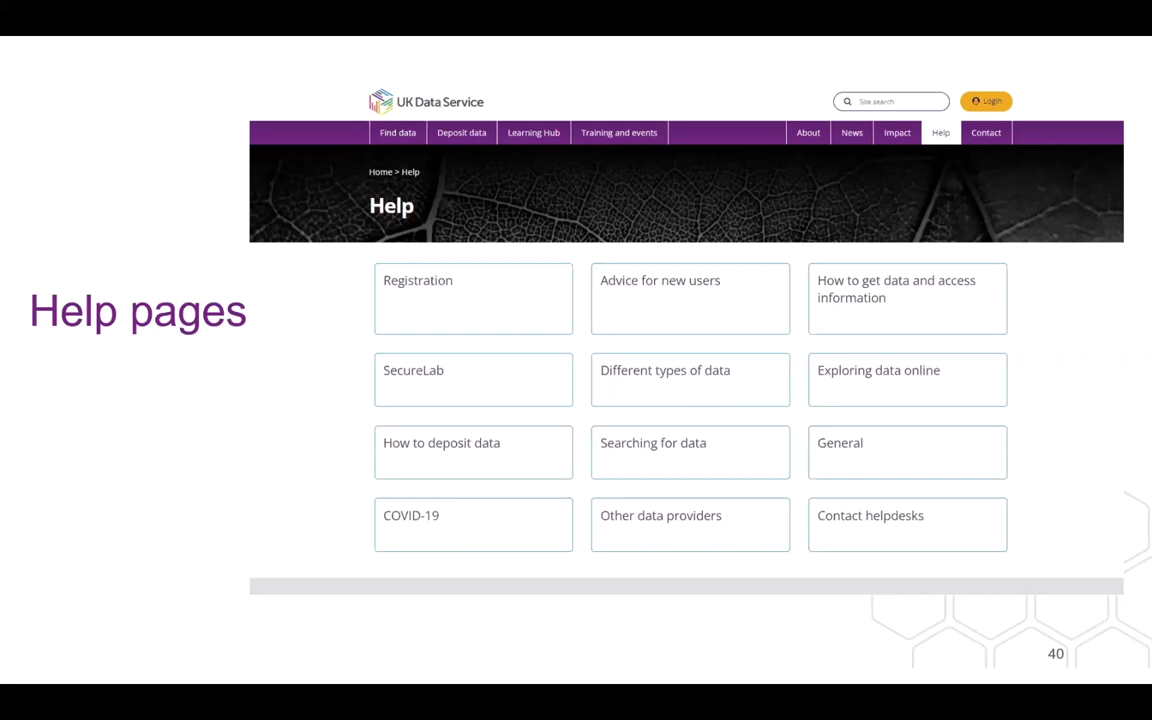 UK Data Service
Site search
Login
Find data
Deposit data
Learning Hub
Training and events
About
News
Impact
Help
Contact
Home > Help
Help
Help pages
Registration
Advice for new users
How to get data and access
information
SecureLab
Different types of data
Exploring data online
How to deposit data
Searching for data
General
COVID-19
Other data providers
Contact helpdesks
40